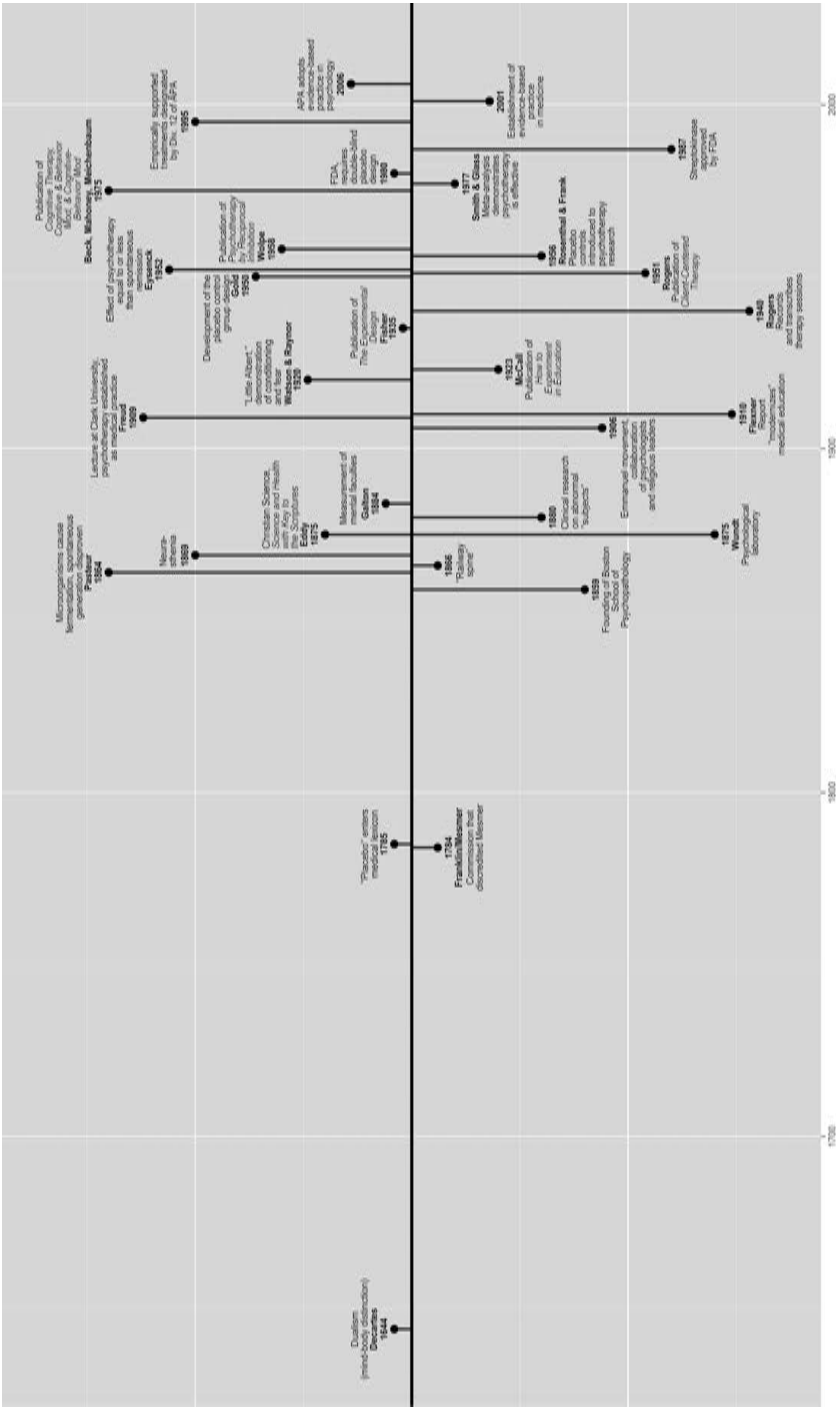 Dualism
(mind-body distinction)
Descartes
1644
"Placebo" enters
medical lexicon
1785
Microorganisms cause
fermentation, spontaneous
generation disproven
Pasteur
1864
Neura-
sthenia
1869
Christian Science,
Science and Health
with Key to
the Scriptures
Eddy
1875
Measurement of
mental faculties
Galton
1884
Lecture at Clark University,
psychotherapy established
as medical practice
Freud
1909
"Little Albert"
demonstration
of conditioning
and fear
Watson & Raynor
1920
Publication of
The Experimental
Design
Fisher
1935
Development of the
placebo control
group design
Gold
1950
Effect of psychotherapy
equal to or less
than spontaneous
remission
Eysenck
1952
Publication of
Psychotherapy
by Reciprocal
Inhibition
Wolpe
1958
Publication of
Cognitive Therapy,
Cognitive & Behavior
Mod, & Cognitive-
Behavior Mod
Beck, Mahoney, Meichenbaum
1975
FDA
requires
double-blind
placebo
design
1980
Empirically supported
treatments designated
by Div. 12 of APA
1995
APA adopts
evidence-based
practice in
psychology
2006
1784
Franklin/Mesmer
Commission that
discredited Mesmer
1859
Founding of Boston
School of
Psychopathology
1866
"Railway
spine"
1875
Wundt
Psychological
laboratory
1880
Clinical research
on abnormal
"subjects"
1906
Emmanuel movement,
collaboration
of psychologists
and religious leaders
1910
Flexner
Report
"modernizes"
medical education
1923
McCall
Publication of
How to
Experiment
in Education
1940
Rogers
Records
and transcribes
therapy sessions
1951
Rogers
Publication of
Client-Centered
Therapy
1956
Rosenthal & Frank
Placebo
controls
introduced to
psychotherapy
research
1977
Smith & Glass
Meta-analysis
demonstrates
psychotherapy
is effective
1987
Streptokinase
approved
by FDA
2001
Establishment of
evidence-based
practice
in medicine
1700
1800
1900
2000